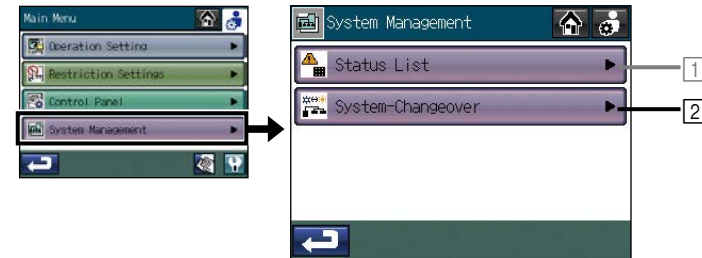 Main Menu
Operation Setting
Restriction Settings
Control Panel
System Management
System Management
Status List
1
System-Changeover
2